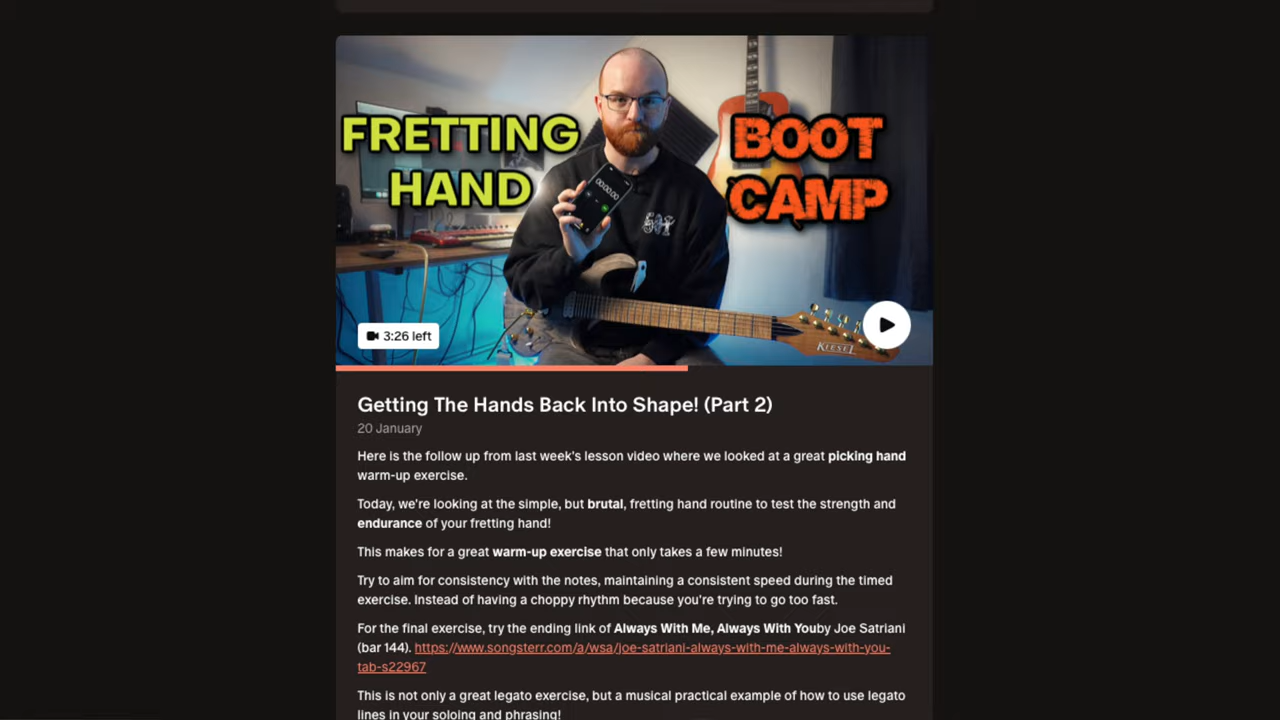 FRETTING
HAND
BOOT
CAMP
00:00.00
KIESEL
3:26 left
Getting The Hands Back Into Shape! (Part 2)
20 January
Here is the follow up from last week's lesson video where we looked at a great picking hand
warm-up exercise.
Today, we're looking at the simple, but brutal, fretting hand routine to test the strength and
endurance of your fretting hand!
This makes for a great warm-up exercise that only takes a few minutes!
Try to aim for consistency with the notes, maintaining a consistent speed during the timed
exercise. Instead of having a choppy rhythm because you're trying to go too fast.
For the final exercise, try the ending link of Always With Me, Always With Youby Joe Satriani
(bar 144). https://www.songsterr.com/a/wsa/joe-satriani-always-with-me-always-with-you-
tab-s22967
This is not only a great legato exercise, but a musical practical example of how to use legato
lines in your soloing and phrasing!